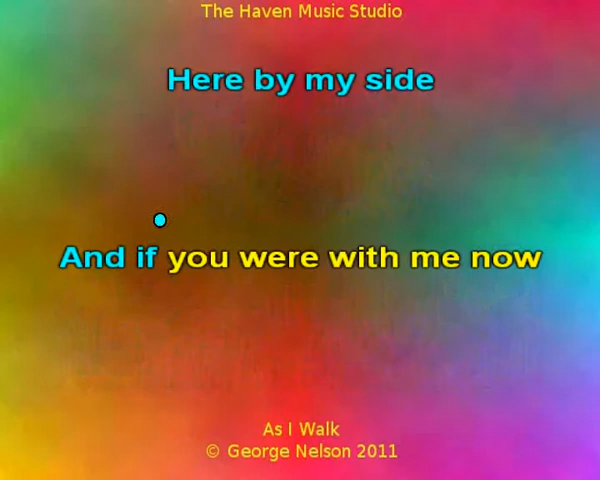 The Haven Music Studio
Here by my side
And if you were with me now
As I Walk
© George Nelson 2011